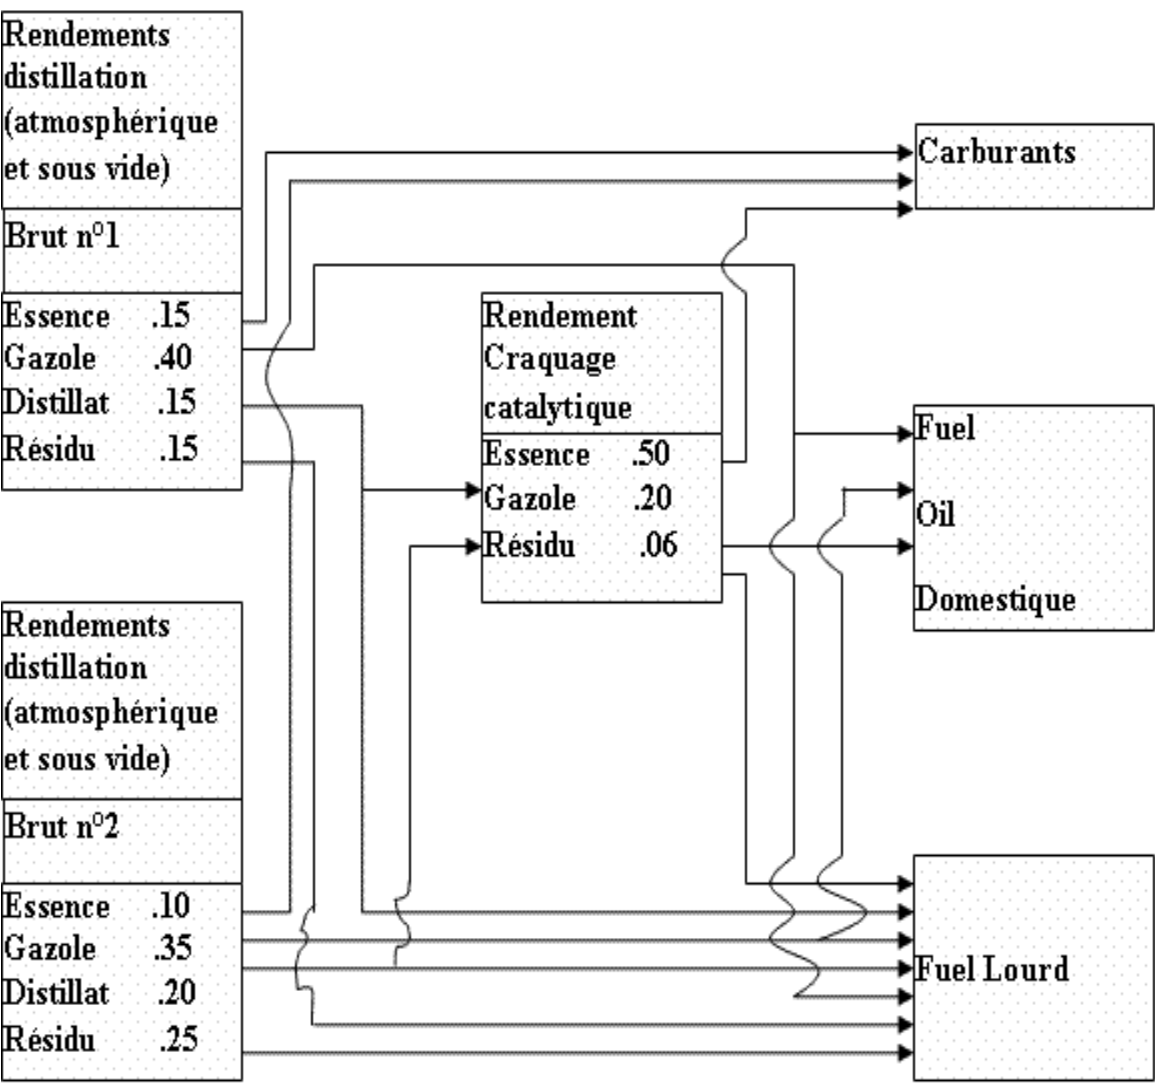 Rendements
distillation
(atmosphérique
et sous vide)
Brut nº1
Essence .15
Gazole .40
Distillat .15
Résidu .15
Rendements
distillation
(atmosphérique
et sous vide)
Brut nº2
Essence .10
Gazole .35
Distillat .20
Résidu .25
Rendement
Craquage
catalytique
Essence .50
Gazole .20
Résidu .06
Carburants
Fuel
Oil
Domestique
Fuel Lourd